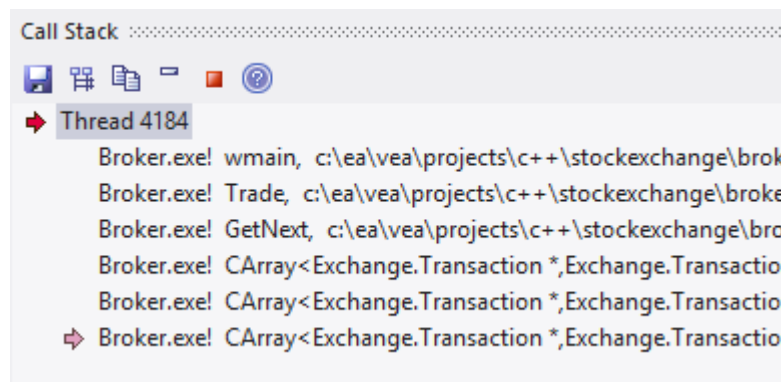 Call Stack
Thread 4184
Broker.exe! wmain, c:\ea\vea\projects\c++\stockexchange\brok
Broker.exe! Trade, c:\ea\vea\projects\c++\stockexchange\broke
Broker.exe! GetNext, c:\ea\vea\projects\c++\stockexchange\bro
Broker.exe! CArray<Exchange.Transaction *,Exchange.Transactio
Broker.exe! CArray<Exchange.Transaction *,Exchange.Transactio
Broker.exe! CArray<Exchange.Transaction *,Exchange.Transactio